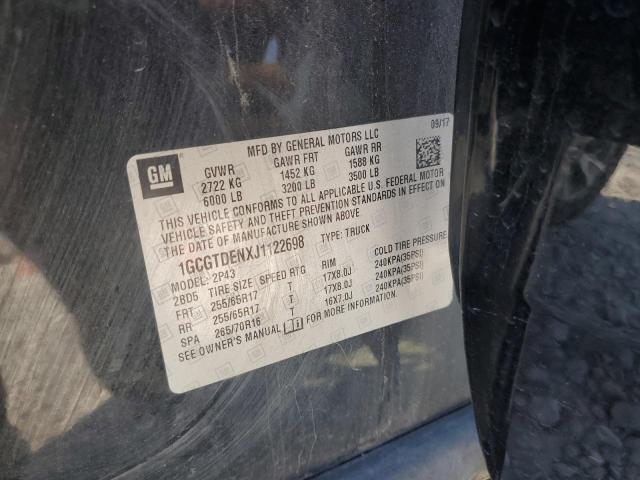 09/17
MFD BY GENERAL MOTORS LLC
GM
GVWR GAWR FRT GAWR RR
2722 KG 1452 KG 1588 KG
6000 LB 3200 LB 3500 LB
THIS VEHICLE CONFORMS TO ALL APPLICABLE U.S. FEDERAL MOTOR
VEHICLE SAFETY AND THEFT PREVENTION STANDARDS IN EFFECT ON
THE DATE OF MANUFACTURE SHOWN ABOVE.
1GCGTDENXJ1122698 TYPE: TRUCK
MODEL: 2P43
2BD5 TIRE SIZE SPEED RTG RIM COLD TIRE PRESSURE
FRT 255/65R17 T 17X8.0J 240KPA(35PSI)
RR 255/65R17 T 17X8.0J 240KPA(35PSI)
SPA 265/70R16 T 16X7.0J 240KPA(35PSI)
SEE OWNER'S MANUAL FOR MORE INFORMATION.